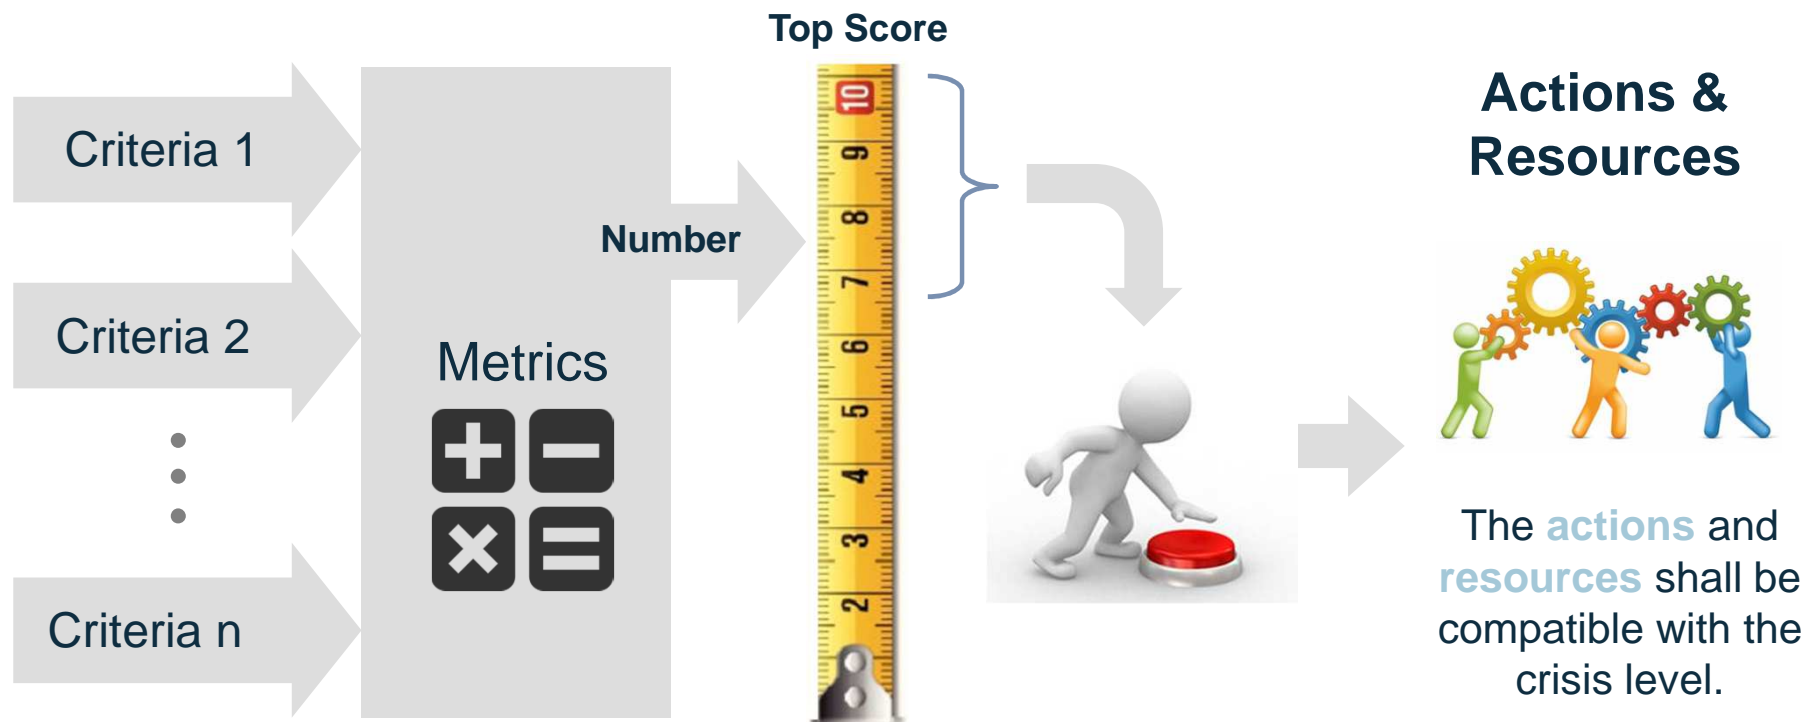 Top Score
Criteria 1
Criteria 2
Criteria n
Metrics
Number
10
9
8
7
6
5
4
3
2
Actions &
Resources
The actions and
resources shall be
compatible with the
crisis level.